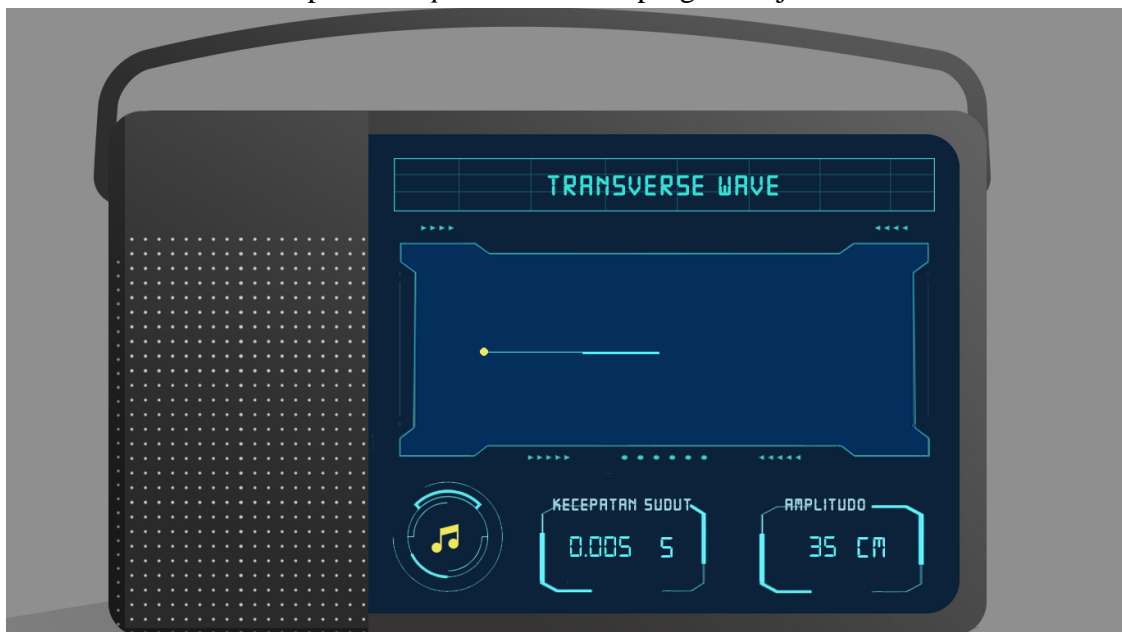 TRANSVERSE WAVE
KECEPATAN SUDUT
0.005 S
AMPLITUDO
35 CM